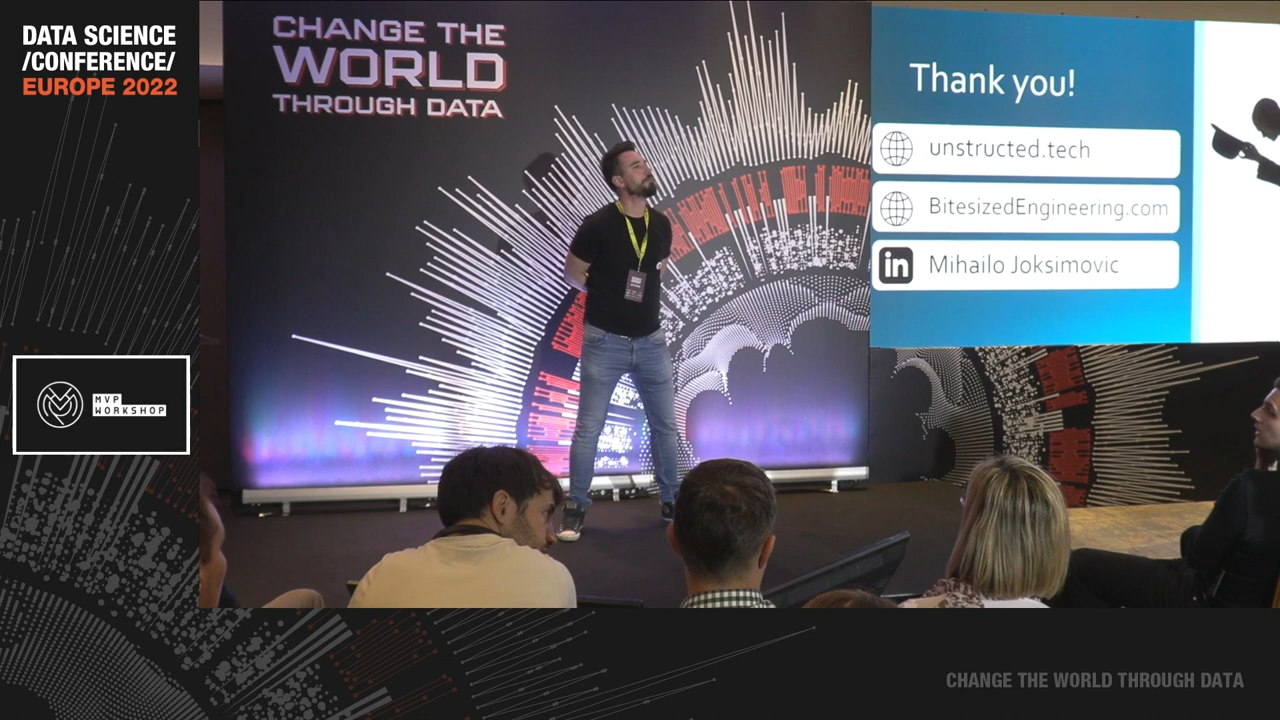 DATA SCIENCE
/CONFERENCE/
EUROPE 2022
MVP
WORKSHOP
CHANGE THE
WORLD
THROUGH DATA
Thank you!
unstructed.tech
BitesizedEngineering.com
in
Mihailo Joksimovic
CHANGE THE WORLD THROUGH DATA